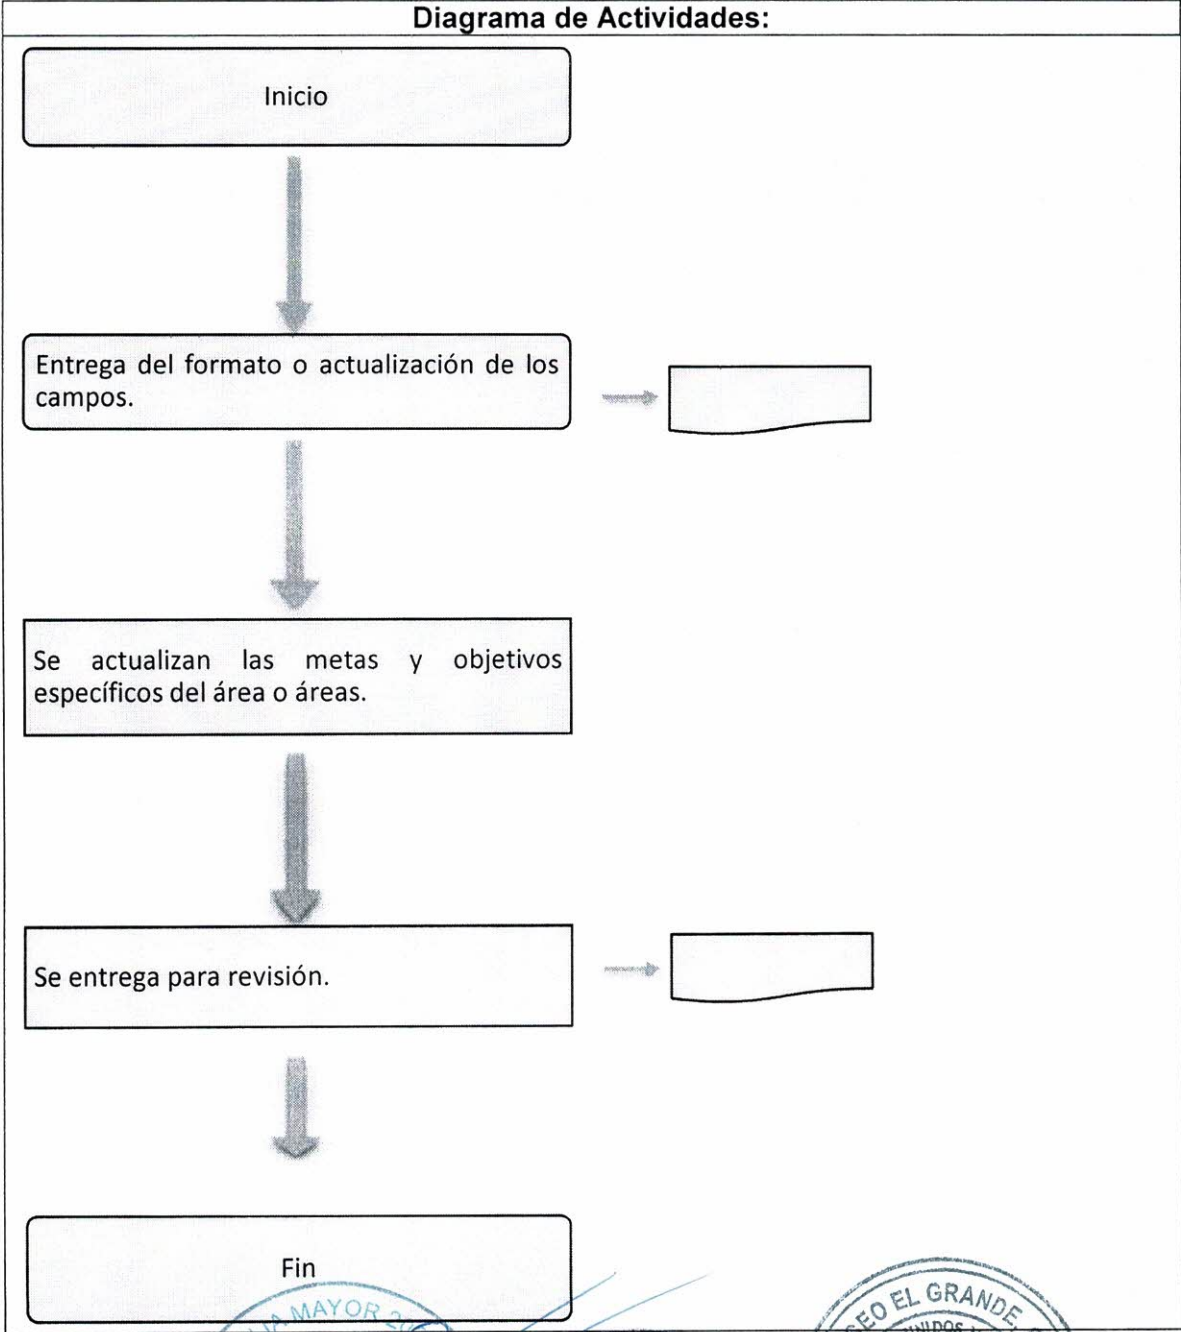 Diagrama de Actividades:
Inicio
Entrega del formato o actualización de los
campos.
Se actualizan las metas y objetivos
específicos del área o áreas.
Se entrega para revisión.
Fin
MAYOR
EO EL GRANDE,